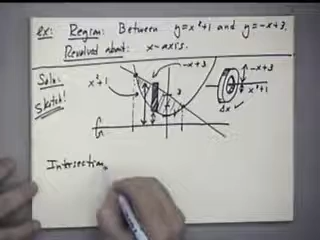 ex: Region: Between y=x²+1 and y=-x+3.
Revolved about: x-axis.
Soln:
Sketch!
x²+1
-x+3
3
-x+3
x²+1
Δx
Intersection